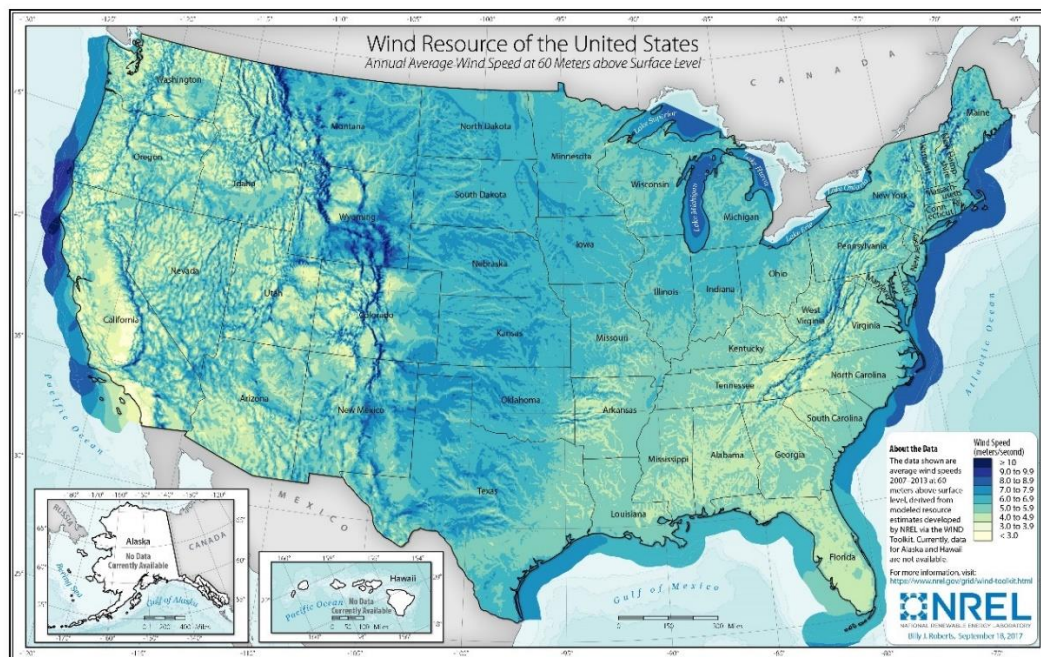 Wind Resource of the United States
Annual Average Wind Speed at 60 Meters above Surface Level
CANADA
Washington
Montana
North Dakota
Minnesota
Lake Superior
Maine
Oregon
Idaho
Wyoming
South Dakota
Wisconsin
Lake Michigan
Lake Huron
Michigan
New York
Nebraska
Iowa
Pennsylvania
Nevada
Utah
Colorado
Kansas
Illinois
Indiana
Ohio
West
Virginia
Maryland
Virginia
California
Missouri
Kentucky
Arizona
New Mexico
Oklahoma
Arkansas
Tennessee
North Carolina
South Carolina
Texas
Louisiana
Mississippi
Alabama
Georgia
Florida
Pacific Ocean
Atlantic Ocean
MEXICO
Gulf of Mexico
RUSSIA
Alaska
No Data
Currently Available
CANADA
Bering Sea
Gulf of Alaska
Hawaii
No Data
Currently Available
Pacific Ocean
About the Data
The data shown are
average wind speeds
2007-2013 at 60
meters above surface
level, derived from
modeled resource
estimates developed
by NREL via the WIND
Toolkit. Currently, data
for Alaska and Hawaii
are not available.
For more information, visit:
https://www.nrel.gov/grid/wind-toolkit.html
Wind Speed
(meters/second)
≥ 10
9.0 to 9.9
8.0 to 8.9
7.0 to 7.9
6.0 to 6.9
5.0 to 5.9
4.0 to 4.9
3.0 to 3.9
< 3.0
NREL
NATIONAL RENEWABLE ENERGY LABORATORY
Billy J. Roberts, September 18, 2017